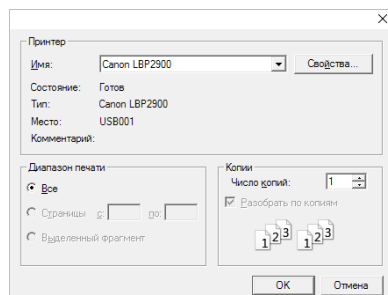 Принтер
Имя: Canon LBP2900 Свойства...
Состояние: Готов
Тип: Canon LBP2900
Место: USB001
Комментарий:
Диапазон печати
Все
Страницы с: по:
Выделенный фрагмент
Копии
Число копий: 1
Разобрать по копиям
1 2 3 1 2 3
OK Отмена